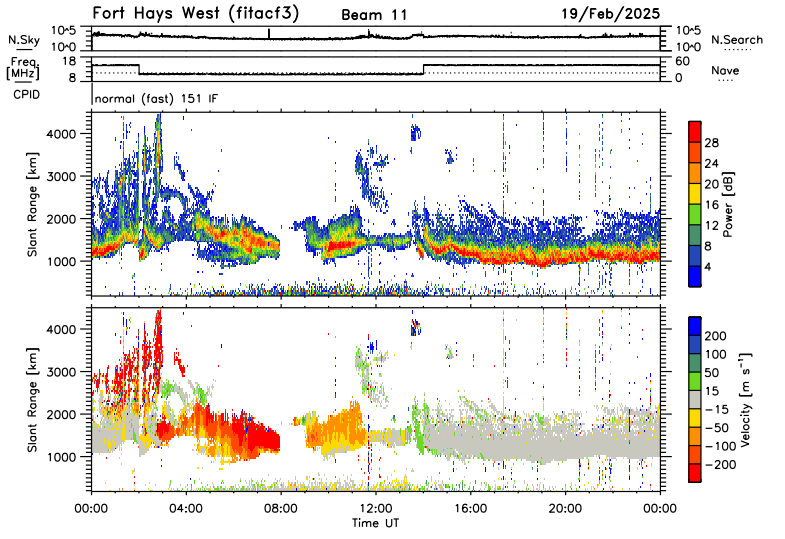 Fort Hays West (fitacf3) Beam 11 19/Feb/2025
N.Sky 10^5 10^0 10^5 10^0 N.Search
Freq. [MHz] 18 8 60 0 Nave
CPID normal (fast) 151 IF
Slant Range [km] 4000 3000 2000 1000
Power [dB] 28 24 20 16 12 8 4
Slant Range [km] 4000 3000 2000 1000
Velocity [m s⁻¹] 200 100 50 15 −15 −50 −100 −200
00:00 04:00 08:00 12:00 16:00 20:00 00:00
Time UT